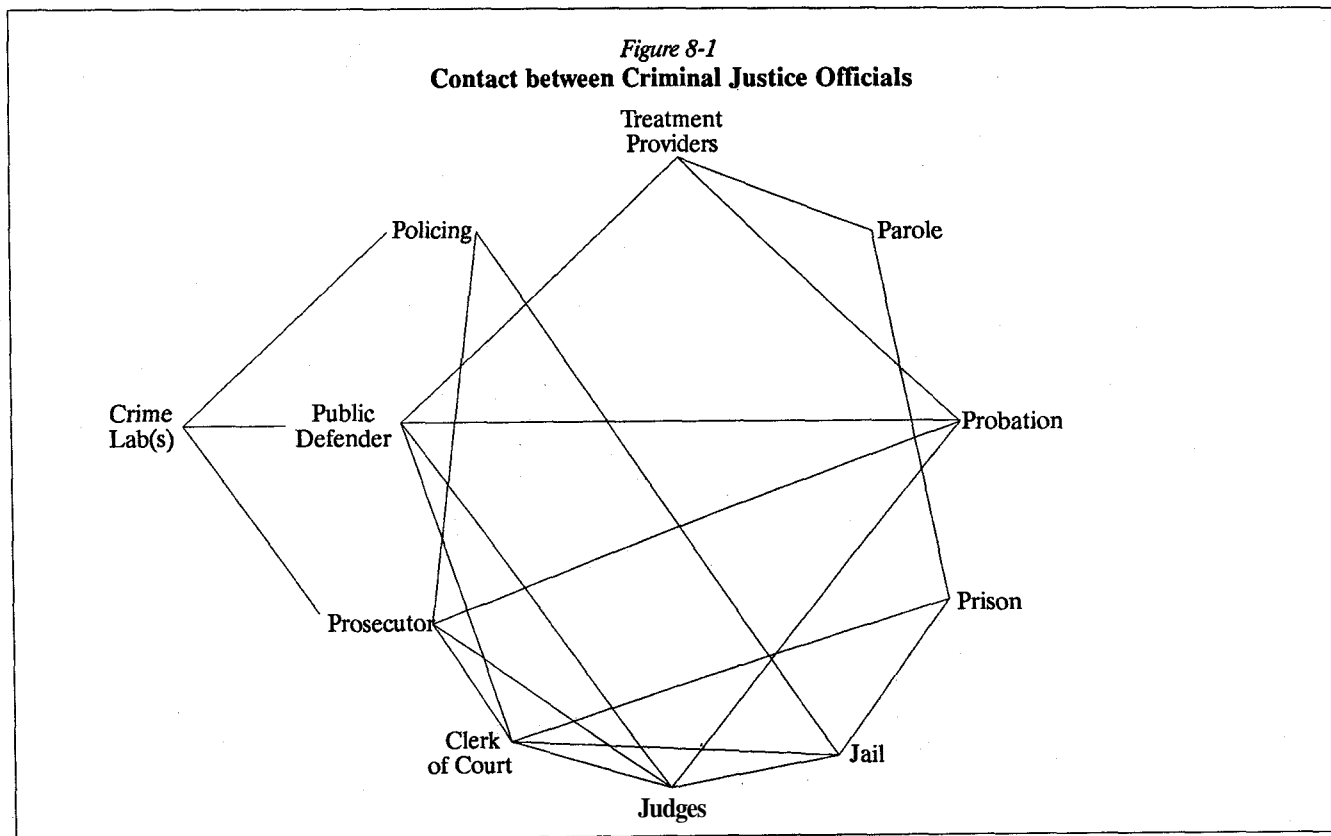 Figure 8-1
Contact between Criminal Justice Officials
Treatment
Providers
Policing
Parole
Crime
Lab(s)
Public
Defender
Probation
Prosecutor
Prison
Clerk
of Court
Jail
Judges